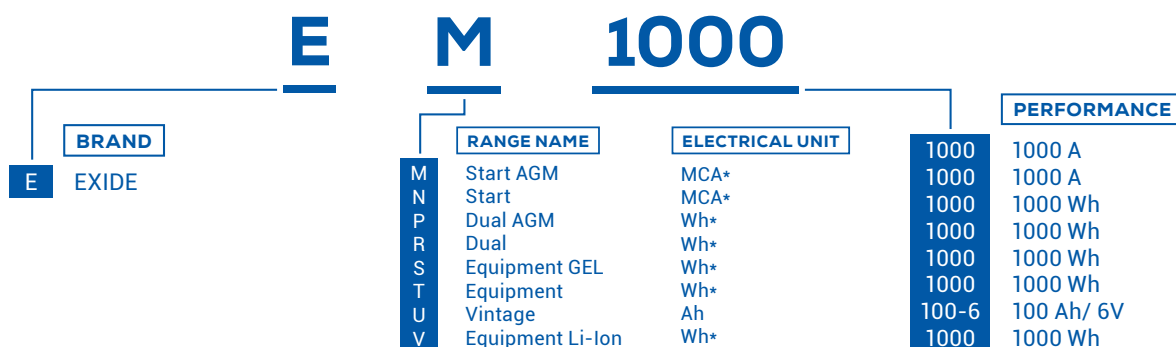 E M 1000
BRAND
E EXIDE
RANGE NAME ELECTRICAL UNIT
M Start AGM MCA*
N Start MCA*
P Dual AGM Wh*
R Dual Wh*
S Equipment GEL Wh*
T Equipment Wh*
U Vintage Ah
V Equipment Li-Ion Wh*
PERFORMANCE
1000 1000 A
1000 1000 A
1000 1000 Wh
1000 1000 Wh
1000 1000 Wh
1000 1000 Wh
100-6 100 Ah/ 6V
1000 1000 Wh